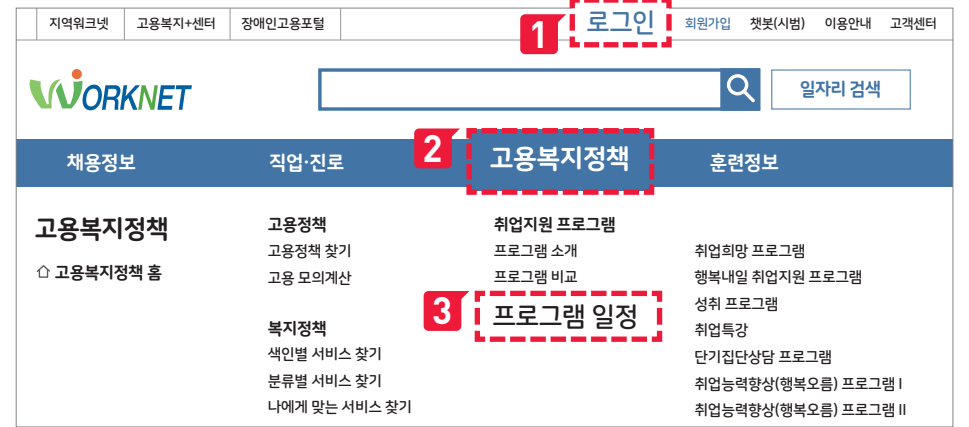 지역워크넷 고용복지+센터 장애인고용포털 1 로그인 회원가입 챗봇(시범) 이용안내 고객센터
WORKNET 일자리 검색
채용정보 직업·진로 2 고용복지정책 훈련정보
고용복지정책
⌂ 고용복지정책 홈
고용정책
고용정책 찾기
고용 모의계산
복지정책
색인별 서비스 찾기
분류별 서비스 찾기
나에게 맞는 서비스 찾기
취업지원 프로그램
프로그램 소개
프로그램 비교
3 프로그램 일정
취업희망 프로그램
행복내일 취업지원 프로그램
성취 프로그램
취업특강
단기집단상담 프로그램
취업능력향상(행복오름) 프로그램 I
취업능력향상(행복오름) 프로그램 II